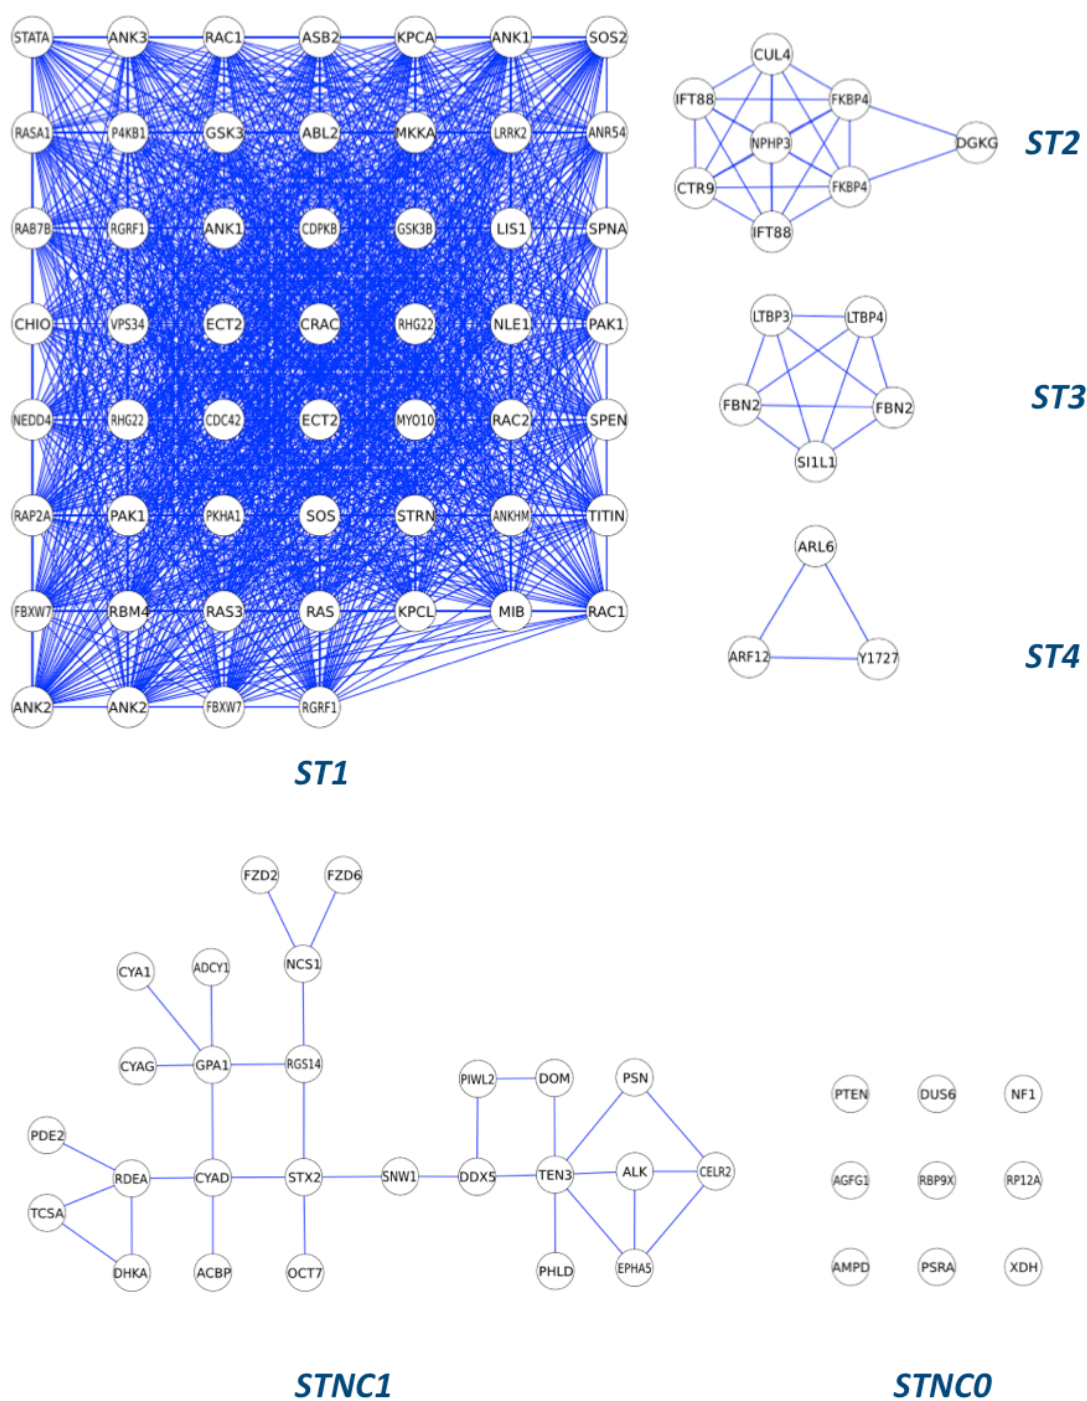 STATA ANK3 RAC1 ASB2 KPCA ANK1 SOS2
RASA1 P4KB1 GSK3 ABL2 MKKA LRRK2 ANR54
RAB7B RGRF1 ANK1 CDPKB GSK3B LIS1 SPNA
CHIO VPS34 ECT2 CRAC RHG22 NLE1 PAK1
NEDD4 RHG22 CDC42 ECT2 MYO10 RAC2 SPEN
RAP2A PAK1 PKHA1 SOS STRN ANKHM TITIN
FBXW7 RBM4 RAS3 RAS KPCL MIB RAC1
ANK2 ANK2 FBXW7 RGRF1
ST1
CUL4
IFT88 FKBP4
NPHP3 DGKG
CTR9 FKBP4
IFT88
ST2
LTBP3 LTBP4
FBN2 FBN2
SI1L1
ST3
ARL6
ARF12 Y1727
ST4
FZD2 FZD6
CYA1 ADCY1 NCS1
CYAG GPA1 RGS14
PIWL2 DOM PSN
PDE2
RDEA CYAD STX2 SNW1 DDX5 TEN3 ALK CELR2
TCSA
DHKA ACBP OCT7 PHLD EPHA5
STNC1
PTEN DUS6 NF1
AGFG1 RBP9X RP12A
AMPD PSRA XDH
STNC0